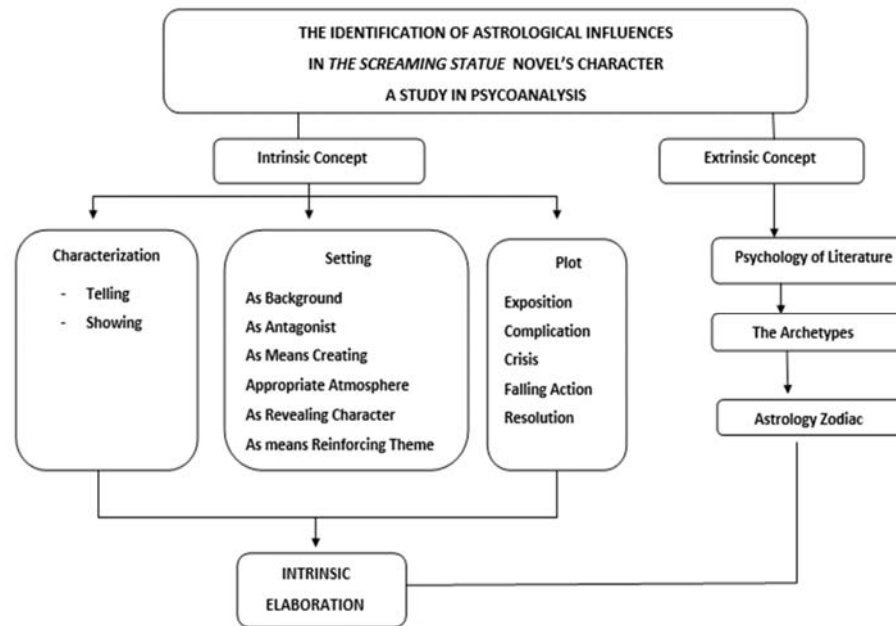 THE IDENTIFICATION OF ASTROLOGICAL INFLUENCES
IN THE SCREAMING STATUE NOVEL'S CHARACTER
A STUDY IN PSYCOANALYSIS
Intrinsic Concept
Extrinsic Concept
Characterization
- Telling
- Showing
Setting
As Background
As Antagonist
As Means Creating
Appropriate Atmosphere
As Revealing Character
As means Reinforcing Theme
Plot
Exposition
Complication
Crisis
Falling Action
Resolution
Psychology of Literature
The Archetypes
Astrology Zodiac
INTRINSIC
ELABORATION